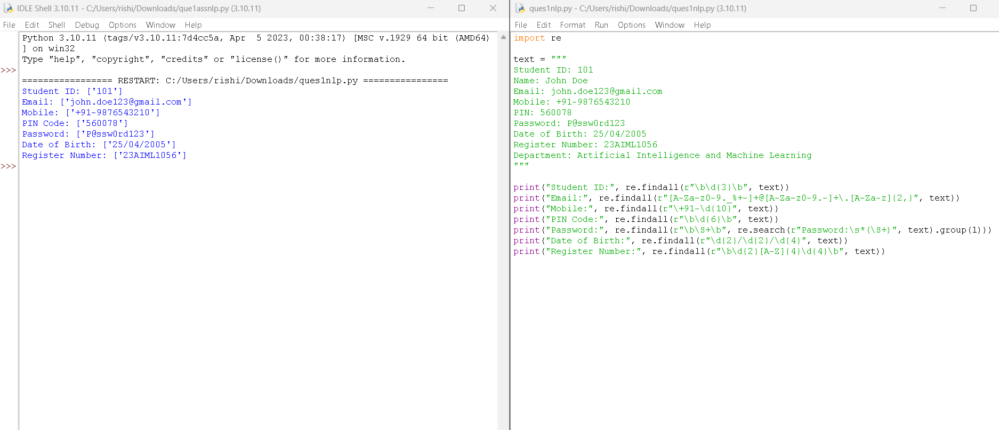 IDLE Shell 3.10.11 - C:/Users/rishi/Downloads/que1assnlp.py (3.10.11)
File Edit Shell Debug Options Window Help
Python 3.10.11 (tags/v3.10.11:7d4cc5a, Apr  5 2023, 00:38:17) [MSC v.1929 64 bit (AMD64)
] on win32
Type "help", "copyright", "credits" or "license()" for more information.
>>>
================= RESTART: C:/Users/rishi/Downloads/ques1nlp.py ================
Student ID: ['101']
Email: ['john.doe123@gmail.com']
Mobile: ['+91-9876543210']
PIN Code: ['560078']
Password: ['P@ssw0rd123']
Date of Birth: ['25/04/2005']
Register Number: ['23AIML1056']
>>>
ques1nlp.py - C:/Users/rishi/Downloads/ques1nlp.py (3.10.11)
File Edit Format Run Options Window Help
import re
text = """
Student ID: 101
Name: John Doe
Email: john.doe123@gmail.com
Mobile: +91-9876543210
PIN: 560078
Password: P@ssw0rd123
Date of Birth: 25/04/2005
Register Number: 23AIML1056
Department: Artificial Intelligence and Machine Learning
"""
print("Student ID:", re.findall(r"\b\d{3}\b", text))
print("Email:", re.findall(r"[A-Za-z0-9._%+-]+@[A-Za-z0-9.-]+\.[A-Za-z]{2,}", text))
print("Mobile:", re.findall(r"\+91-\d{10}", text))
print("PIN Code:", re.findall(r"\b\d{6}\b", text))
print("Password:", re.findall(r"\b\S+\b", re.search(r"Password:\s*(\S+)", text).group(1)))
print("Date of Birth:", re.findall(r"\d{2}/\d{2}/\d{4}", text))
print("Register Number:", re.findall(r"\b\d{2}[A-Z]{4}\d{4}\b", text))